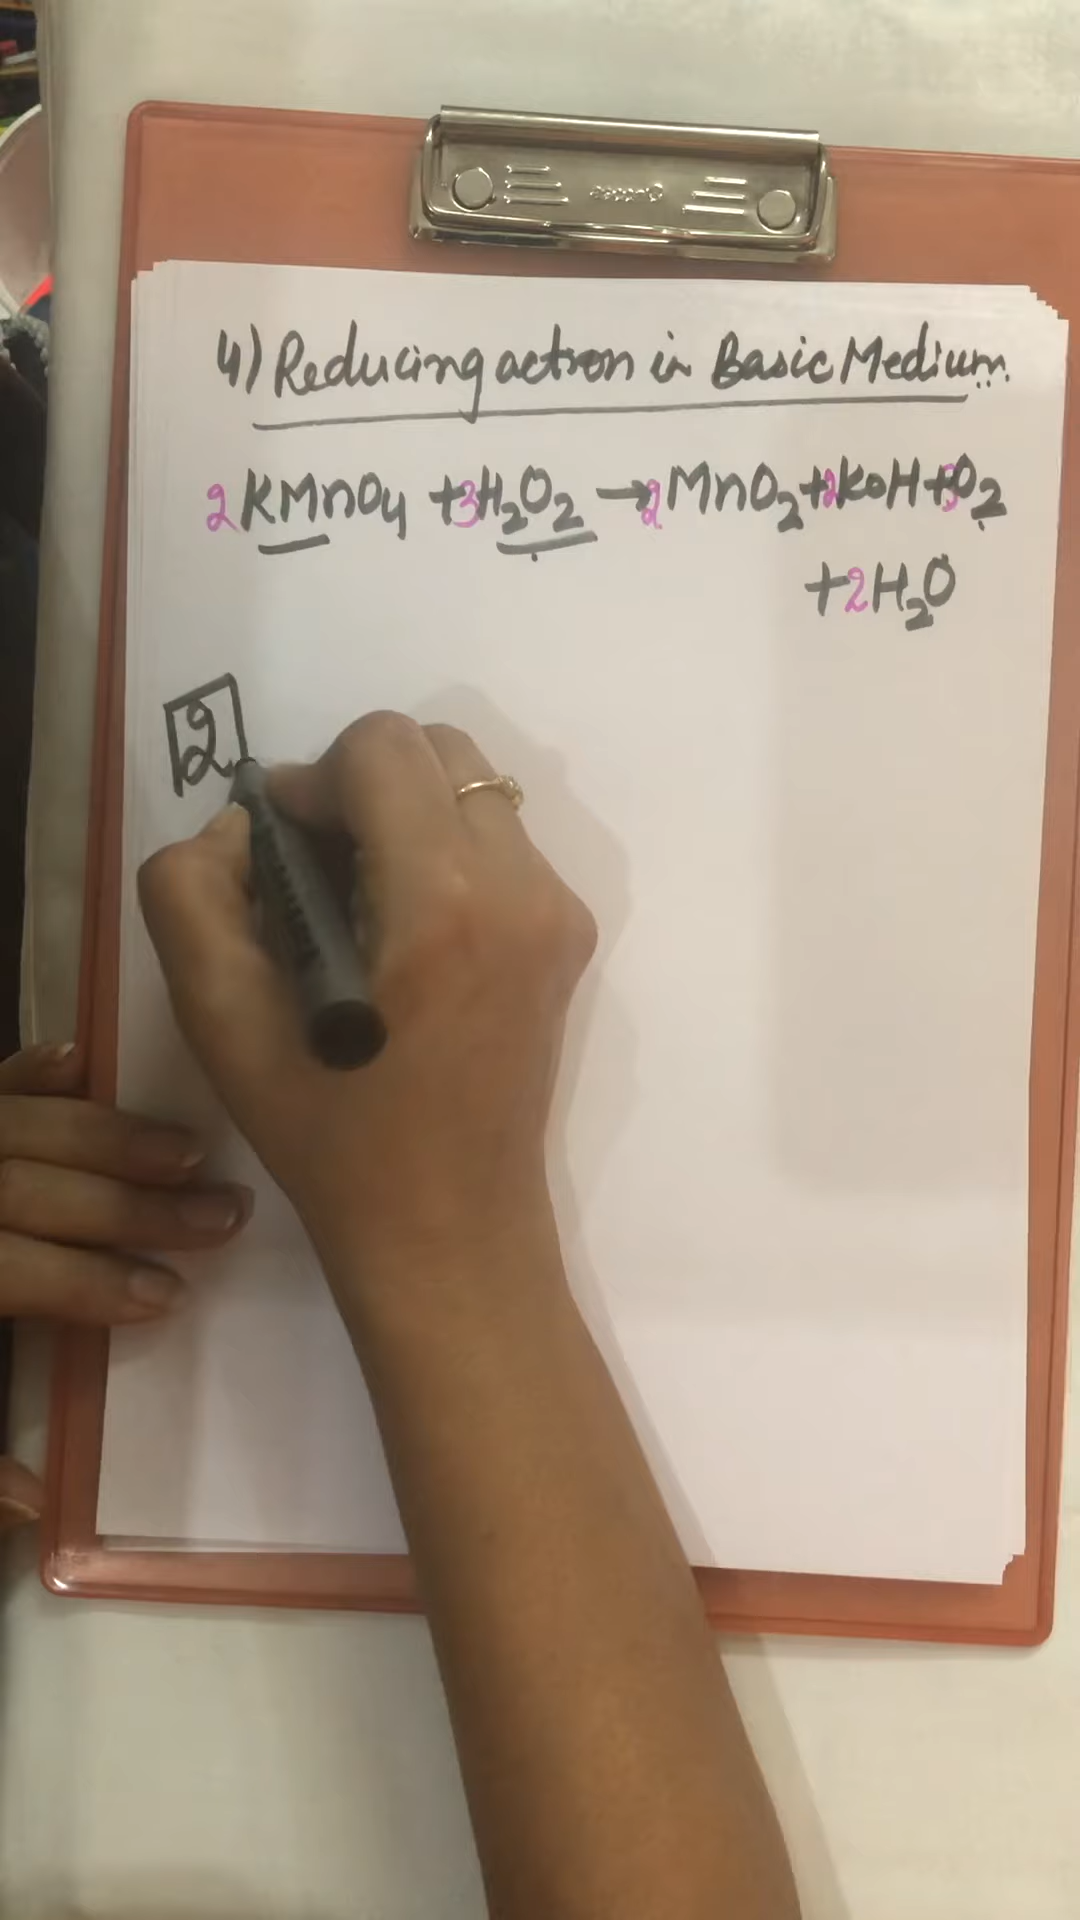 4) Reducing action in Basic Medium...
2KMnO4 + 3H2O2 → 2MnO2 + 2KOH + 3O2
+ 2H2O
2